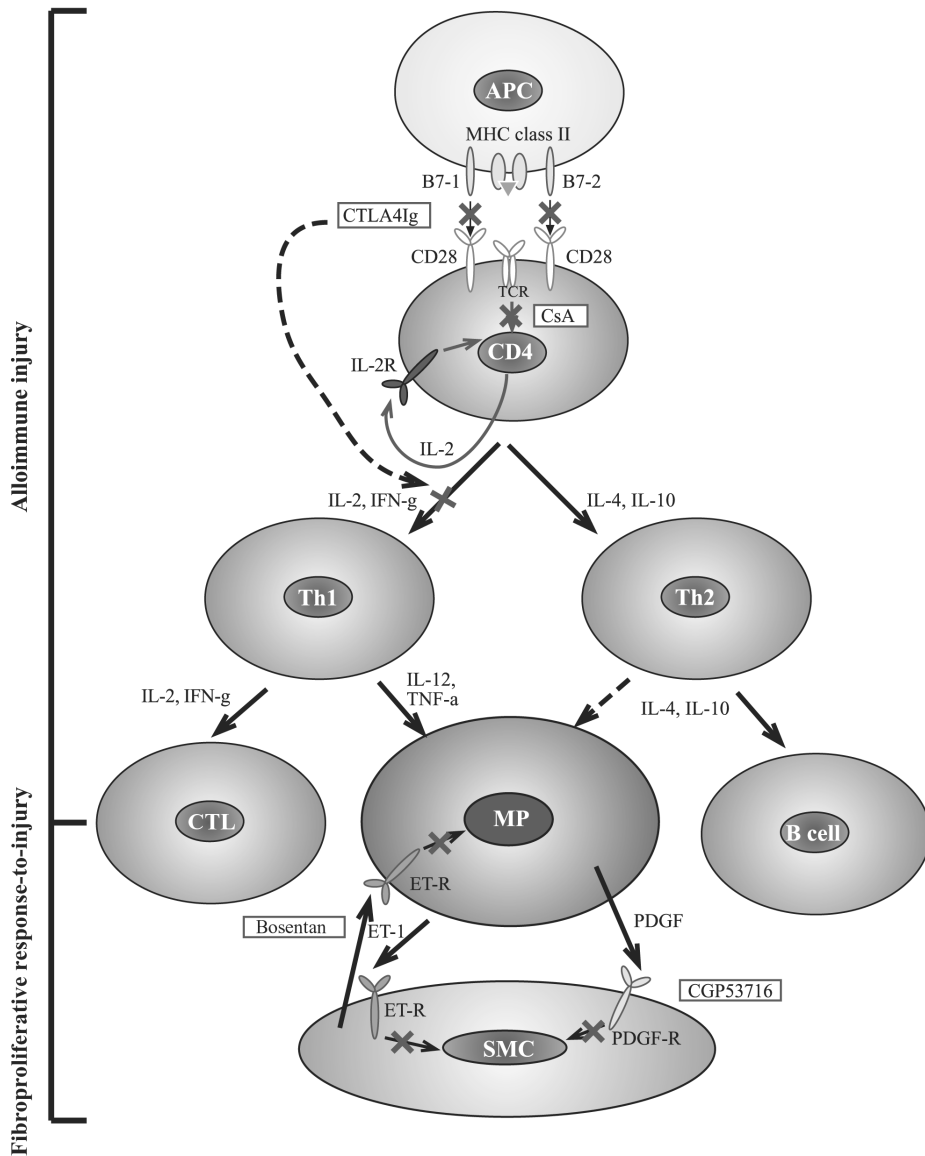 APC
MHC class II
B7-1
B7-2
CTLA4Ig
CD28
CD28
TCR
CsA
CD4
IL-2R
IL-2
IL-2, IFN-g
IL-4, IL-10
Alloimmune injury
Th1
Th2
IL-2, IFN-g
IL-12,
TNF-a
IL-4, IL-10
CTL
MP
B cell
ET-R
Bosentan
ET-1
PDGF
Fibroproliferative response-to-injury
CGP53716
ET-R
PDGF-R
SMC